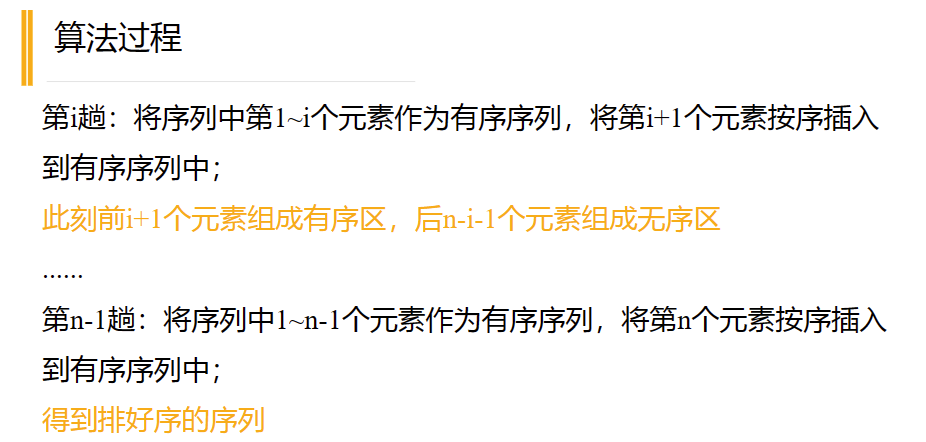 算法过程
第i趟：将序列中第1~i个元素作为有序序列，将第i+1个元素按序插入
到有序序列中；
此刻前i+1个元素组成有序区，后n-i-1个元素组成无序区
......
第n-1趟：将序列中1~n-1个元素作为有序序列，将第n个元素按序插入
到有序序列中；
得到排好序的序列